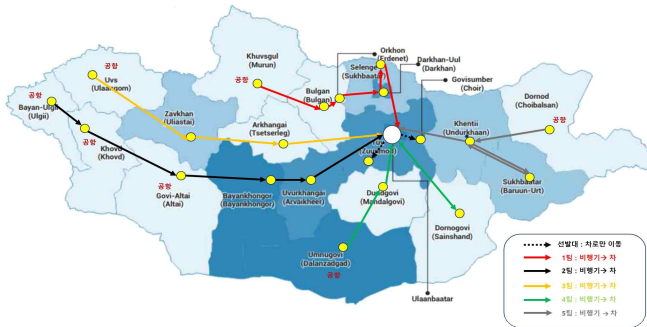 공항
Uvs
(Ulaangom)
공항
Bayan-Ulgii
(Ulgii)
공항
Khovd
(Khovd)
Zavkhan
(Uliastai)
공항
Govi-Altai
(Altai)
Khuvsgul
(Murun)
공항
Arkhangai
(Tsetserleg)
Bulgan
(Bulgan)
Orkhon
(Erdenet)
Selenge
(Sukhbaatar)
Darkhan-Uul
(Darkhan)
Govisumber
(Choir)
Dornod
(Choibalsan)
공항
Khentii
(Undurkhaan)
Sukhbaatar
(Baruun-Urt)
Bayankhongor
(Bayankhongor)
Uvurkhangai
(Arvaikheer)
(Zuunmod)
Dundgovi
(Mandalgovi)
Dornogovi
(Sainshand)
Umnugovi
(Dalanzadgad)
공항
Ulaanbaatar
선발대 : 차로만 이동
1팀 : 비행기→ 차
2팀 : 비행기→ 차
3팀 : 비행기→ 차
4팀 : 비행기→ 차
5팀 : 비행기 → 차